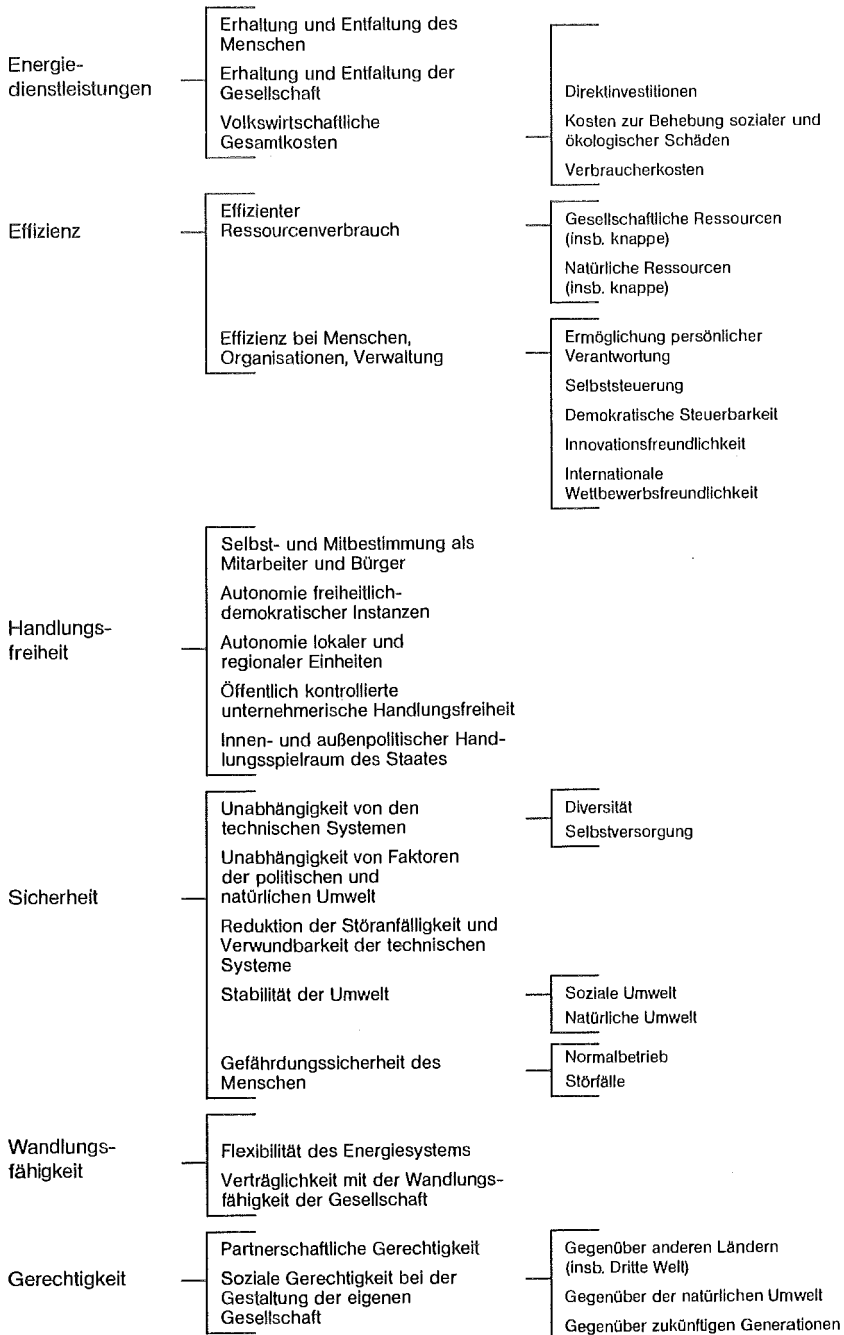 Energie-
dienstleistungen
Erhaltung und Entfaltung des
Menschen
Erhaltung und Entfaltung der
Gesellschaft
Volkswirtschaftliche
Gesamtkosten
Direktinvestitionen
Kosten zur Behebung sozialer und
ökologischer Schäden
Verbraucherkosten
Effizienz
Effizienter
Ressourcenverbrauch
Gesellschaftliche Ressourcen
(insb. knappe)
Natürliche Ressourcen
(insb. knappe)
Effizienz bei Menschen,
Organisationen, Verwaltung
Ermöglichung persönlicher
Verantwortung
Selbststeuerung
Demokratische Steuerbarkeit
Innovationsfreundlichkeit
Internationale
Wettbewerbsfreundlichkeit
Handlungs-
freiheit
Selbst- und Mitbestimmung als
Mitarbeiter und Bürger
Autonomie freiheitlich-
demokratischer Instanzen
Autonomie lokaler und
regionaler Einheiten
Öffentlich kontrollierte
unternehmerische Handlungsfreiheit
Innen- und außenpolitischer Hand-
lungsspielraum des Staates
Sicherheit
Unabhängigkeit von den
technischen Systemen
Diversität
Selbstversorgung
Unabhängigkeit von Faktoren
der politischen und
natürlichen Umwelt
Reduktion der Störanfälligkeit und
Verwundbarkeit der technischen
Systeme
Stabilität der Umwelt
Soziale Umwelt
Natürliche Umwelt
Gefährdungssicherheit des
Menschen
Normalbetrieb
Störfälle
Wandlungs-
fähigkeit
Flexibilität des Energiesystems
Verträglichkeit mit der Wandlungs-
fähigkeit der Gesellschaft
Gerechtigkeit
Partnerschaftliche Gerechtigkeit
Soziale Gerechtigkeit bei der
Gestaltung der eigenen
Gesellschaft
Gegenüber anderen Ländern
(insb. Dritte Welt)
Gegenüber der natürlichen Umwelt
Gegenüber zukünftigen Generationen